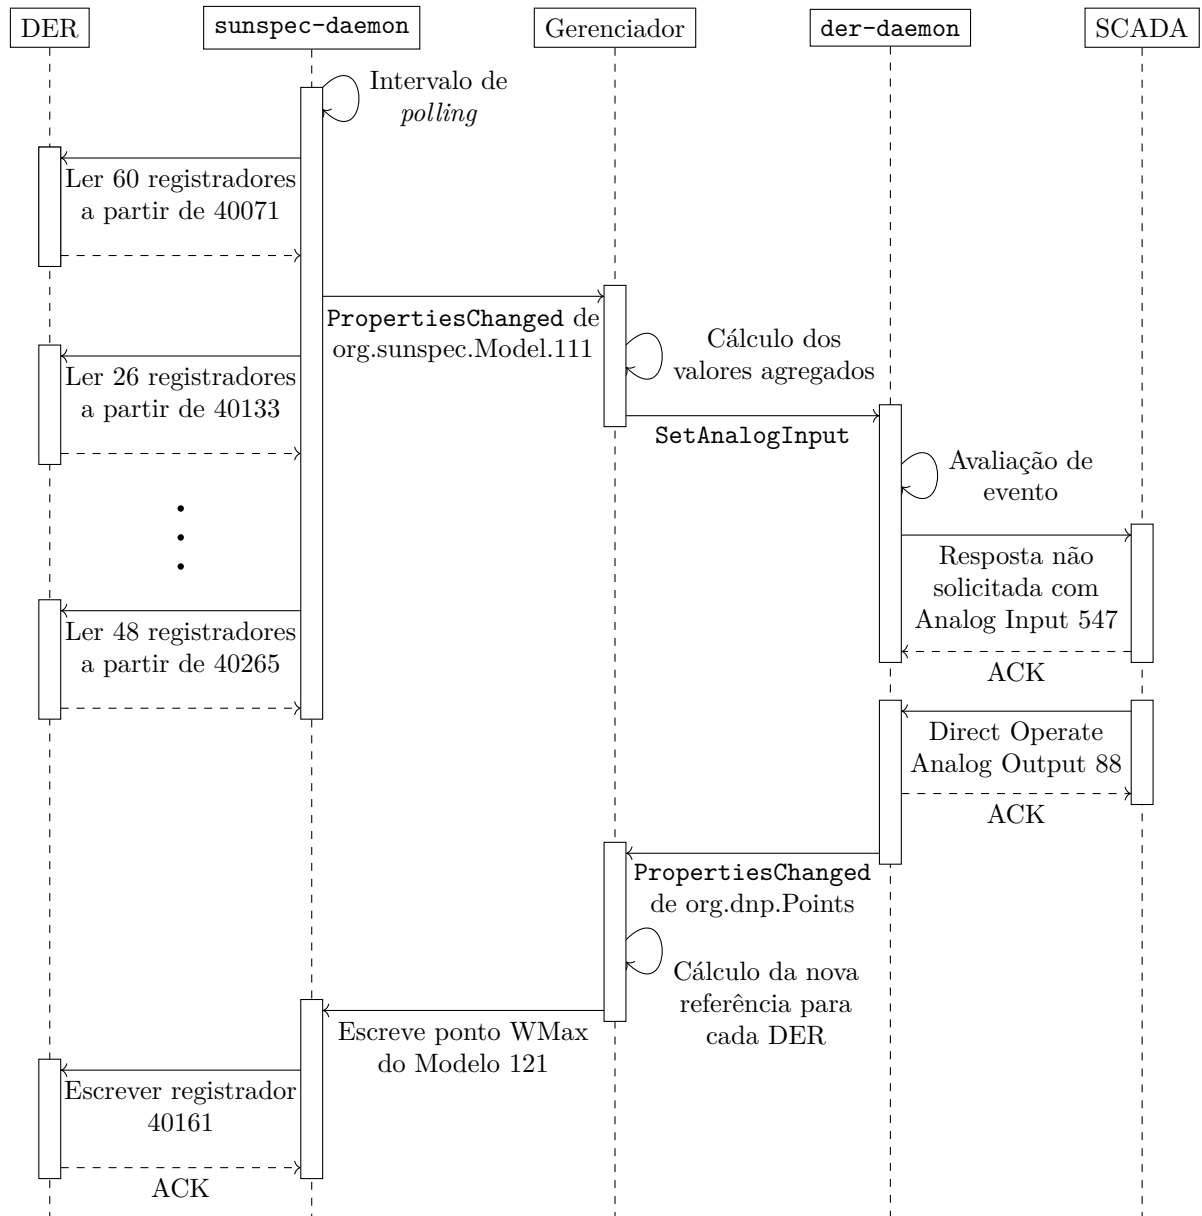 DER
sunspec-daemon
Gerenciador
der-daemon
SCADA
Intervalo de
polling
Ler 60 registradores
a partir de 40071
PropertiesChanged de
org.sunspec.Model.111
Cálculo dos
valores agregados
Ler 26 registradores
a partir de 40133
SetAnalogInput
Avaliação de
evento
Resposta não
solicitada com
Analog Input 547
Ler 48 registradores
a partir de 40265
ACK
Direct Operate
Analog Output 88
ACK
PropertiesChanged
de org.dnp.Points
Cálculo da nova
referência para
cada DER
Escreve ponto WMax
do Modelo 121
Escrever registrador
40161
ACK